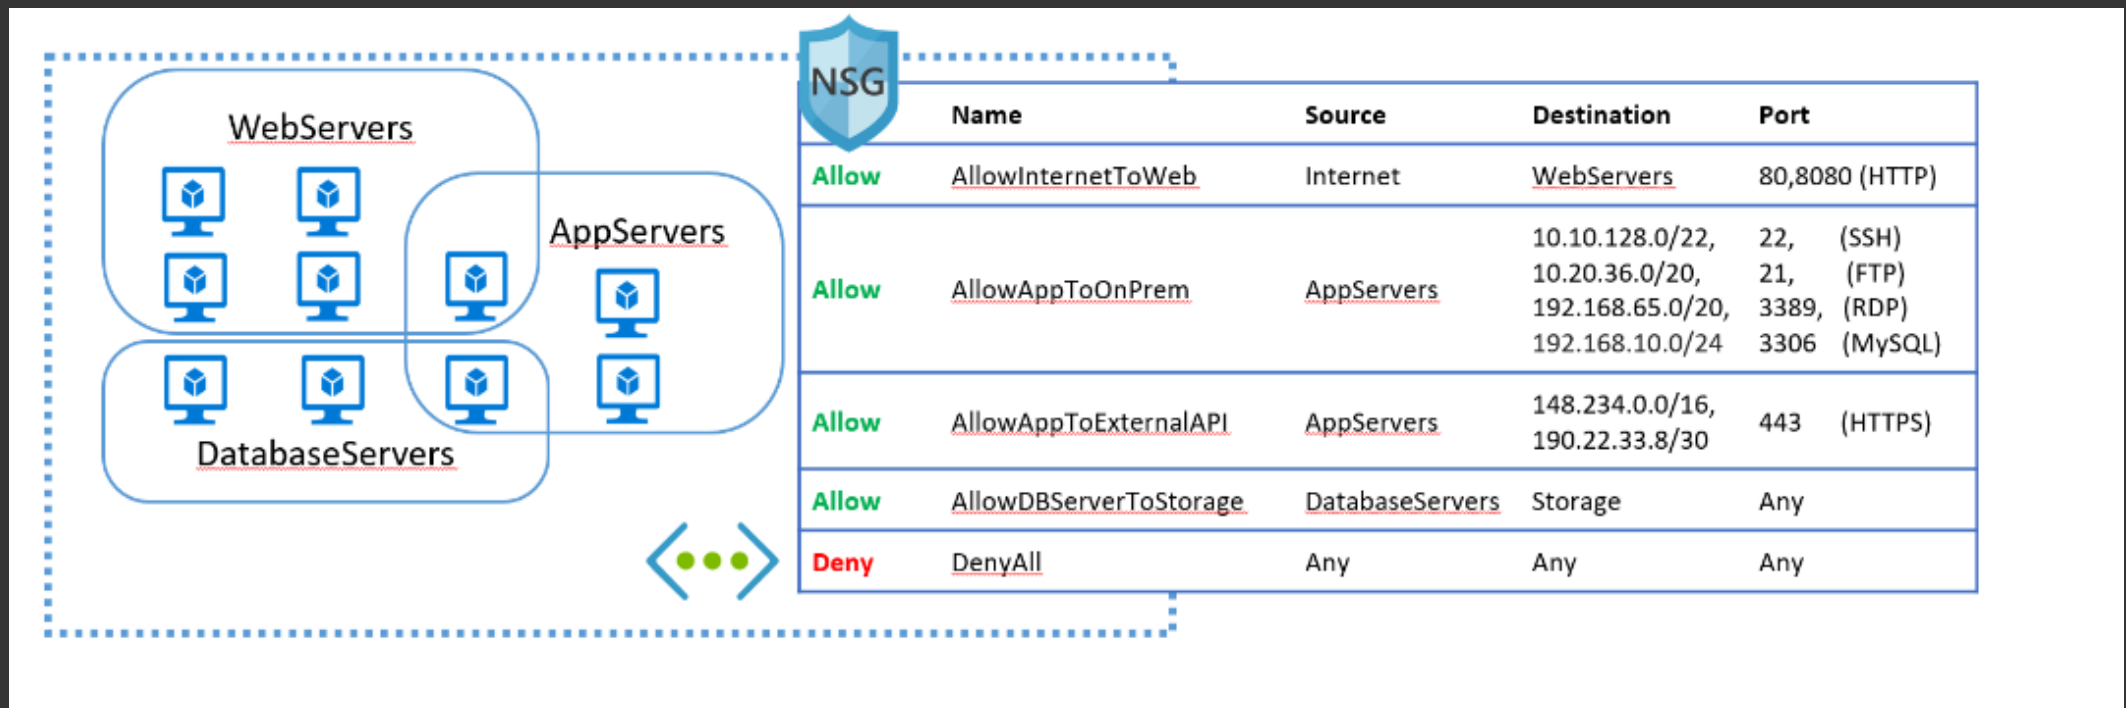 WebServers
AppServers
DatabaseServers
NSG
Name Source Destination Port
Allow AllowInternetToWeb Internet WebServers 80,8080 (HTTP)
Allow AllowAppToOnPrem AppServers 10.10.128.0/22, 22, (SSH)
10.20.36.0/20, 21, (FTP)
192.168.65.0/20, 3389, (RDP)
192.168.10.0/24 3306 (MySQL)
Allow AllowAppToExternalAPI AppServers 148.234.0.0/16, 443 (HTTPS)
190.22.33.8/30
Allow AllowDBServerToStorage DatabaseServers Storage Any
Deny DenyAll Any Any Any